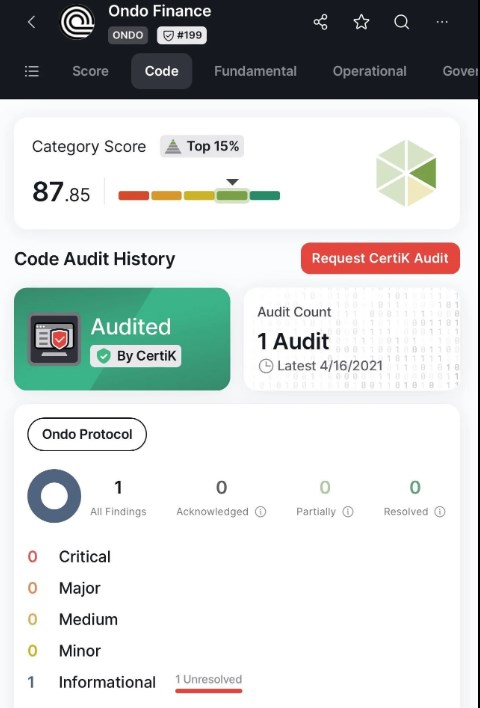 Ondo Finance
ONDO #199
Score Code Fundamental Operational Gover
Category Score Top 15%
87.85
Code Audit History Request CertiK Audit
Audited
By CertiK
Audit Count
1 Audit
Latest 4/16/2021
Ondo Protocol
1 0 0 0
All Findings Acknowledged Partially Resolved
0 Critical
0 Major
0 Medium
0 Minor
1 Informational 1 Unresolved